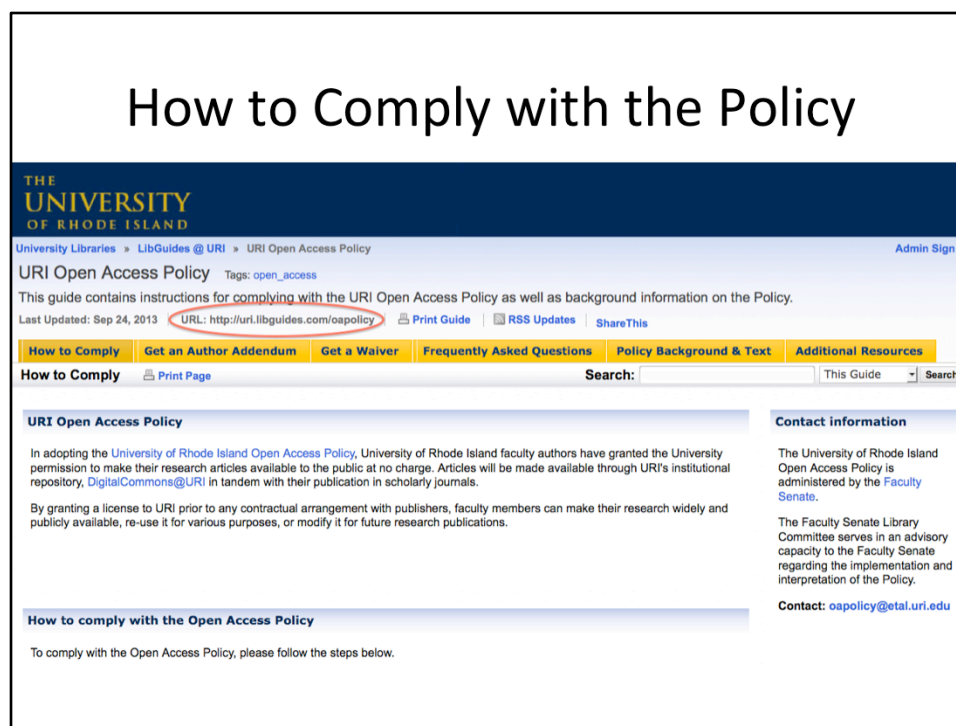 How to Comply with the Policy
THE
UNIVERSITY
OF RHODE ISLAND
University Libraries » LibGuides @ URI » URI Open Access Policy Admin Sign
URI Open Access Policy Tags: open_access
This guide contains instructions for complying with the URI Open Access Policy as well as background information on the Policy.
Last Updated: Sep 24, 2013 URL: http://uri.libguides.com/oapolicy Print Guide RSS Updates ShareThis
How to Comply Get an Author Addendum Get a Waiver Frequently Asked Questions Policy Background & Text Additional Resources
How to Comply Print Page Search: This Guide Search
URI Open Access Policy
In adopting the University of Rhode Island Open Access Policy, University of Rhode Island faculty authors have granted the University
permission to make their research articles available to the public at no charge. Articles will be made available through URI's institutional
repository, DigitalCommons@URI in tandem with their publication in scholarly journals.
By granting a license to URI prior to any contractual arrangement with publishers, faculty members can make their research widely and
publicly available, re-use it for various purposes, or modify it for future research publications.
How to comply with the Open Access Policy
To comply with the Open Access Policy, please follow the steps below.
Contact information
The University of Rhode Island
Open Access Policy is
administered by the Faculty
Senate.
The Faculty Senate Library
Committee serves in an advisory
capacity to the Faculty Senate
regarding the implementation and
interpretation of the Policy.
Contact: oapolicy@etal.uri.edu